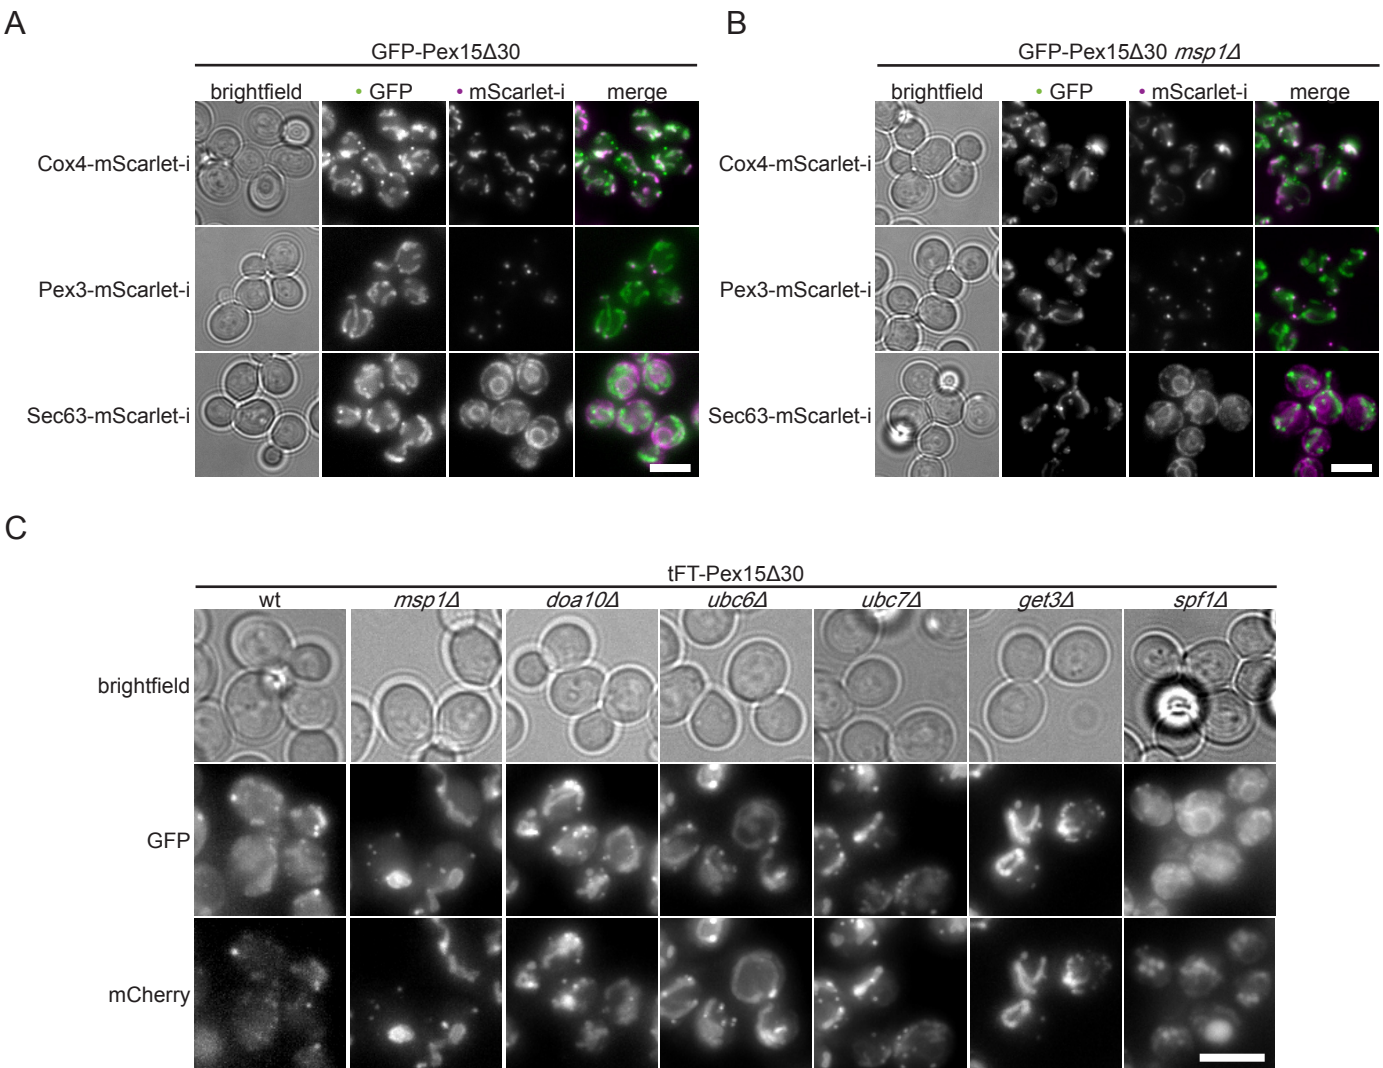 A
B
GFP-Pex15Δ30
GFP-Pex15Δ30 msp1Δ
brightfield • GFP • mScarlet-i merge
brightfield • GFP • mScarlet-i merge
Cox4-mScarlet-i
Cox4-mScarlet-i
Pex3-mScarlet-i
Pex3-mScarlet-i
Sec63-mScarlet-i
Sec63-mScarlet-i
C
tFT-Pex15Δ30
wt msp1Δ doa10Δ ubc6Δ ubc7Δ get3Δ spf1Δ
brightfield
GFP
mCherry